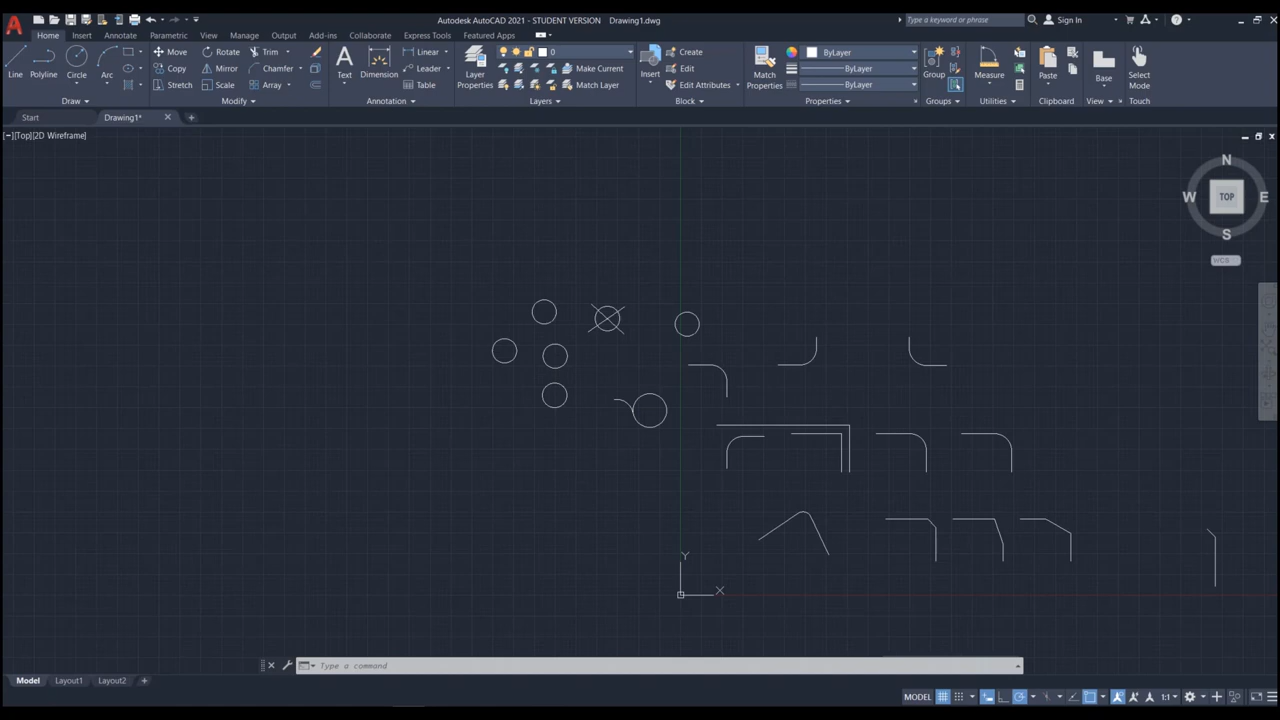 Autodesk AutoCAD 2021 - STUDENT VERSION Drawing1.dwg
Type a keyword or phrase
Sign In
Home Insert Annotate Parametric View Manage Output Add-ins Collaborate Express Tools Featured Apps
Line Polyline Circle Arc
Move Rotate Trim
Copy Mirror Chamfer
Stretch Scale Array
Text Dimension
Linear
Leader
Table
Layer Properties
0
Make Current
Match Layer
Insert
Create
Edit
Edit Attributes
Match Properties
ByLayer
ByLayer
ByLayer
Group
Measure
Paste
Base
Select Mode
Draw Modify Annotation Layers Block Properties Groups Utilities Clipboard View Touch
Start Drawing1*
[−][Top][2D Wireframe]
N
W TOP E
S
WCS
Y
X
Type a command
Model Layout1 Layout2
MODEL 1:1